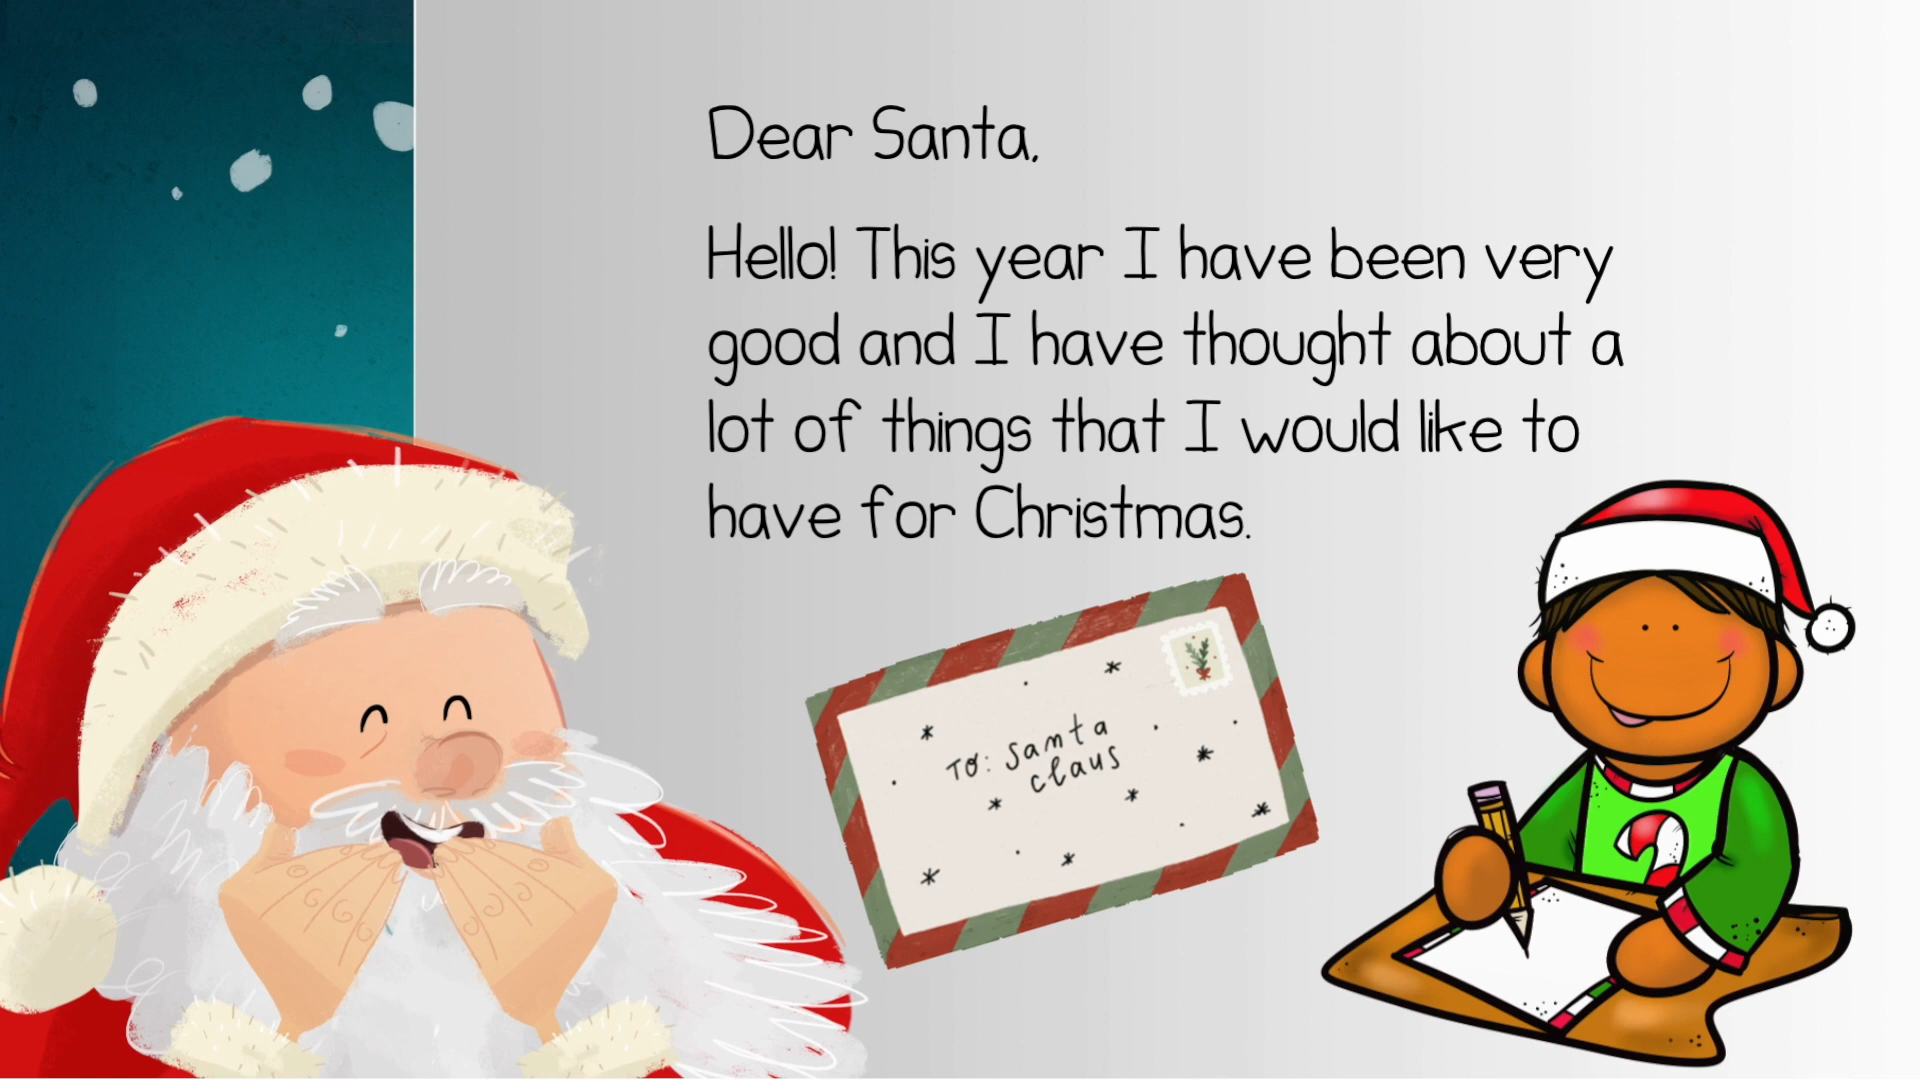 Dear Santa,
Hello! This year I have been very
good and I have thought about a
lot of things that I would like to
have for Christmas.
TO: Santa
claus